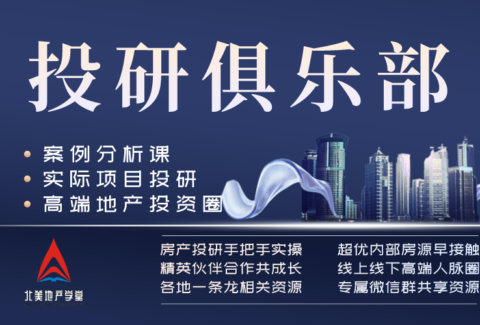 投研俱乐部
• 案例分析课
• 实际项目投研
• 高端地产投资圈
北美地产学堂
房产投研手把手实操
精英伙伴合作共成长
各地一条龙相关资源
超优内部房源早接触
线上线下高端人脉圈
专属微信群共享资源